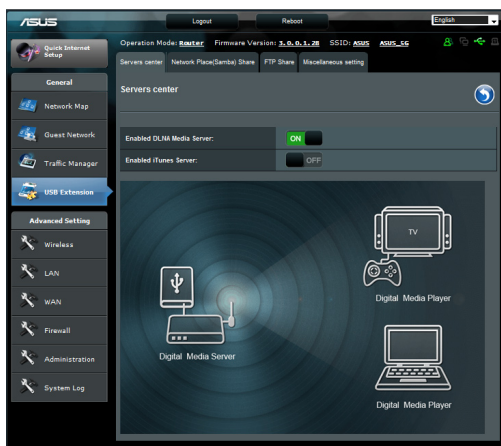 ASUS
Logout
Reboot
English
Quick Internet Setup
Operation Mode: Router Firmware Version: 3.0.0.1.28 SSID: ASUS ASUS_5G
Servers center Network Place(Samba) Share FTP Share Miscellaneous setting
General
Network Map
Guest Network
Traffic Manager
USB Extension
Advanced Setting
Wireless
LAN
WAN
Firewall
Administration
System Log
Servers center
Enabled DLNA Media Server: ON
Enabled iTunes Server: OFF
TV
Digital Media Player
Digital Media Server
Digital Media Player